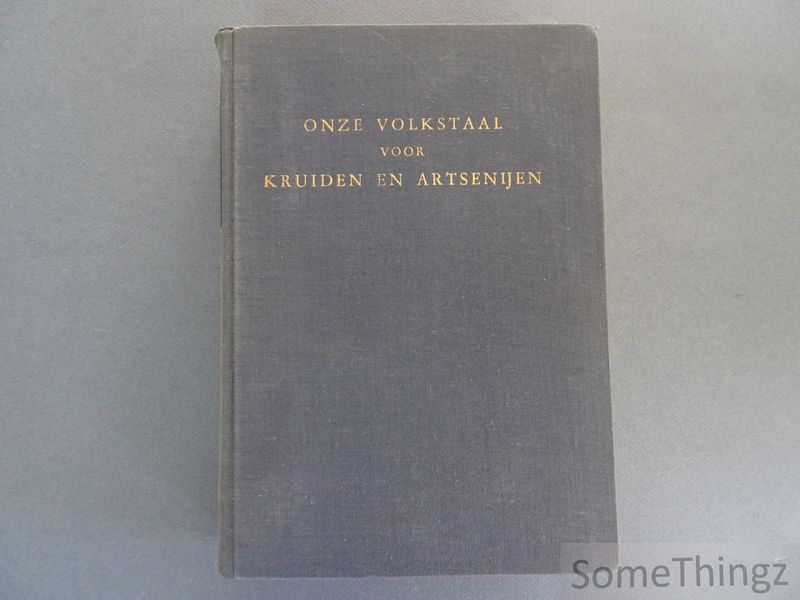 ONZE VOLKSTAAL
VOOR
KRUIDEN EN ARTSENIJEN
SomeThingz